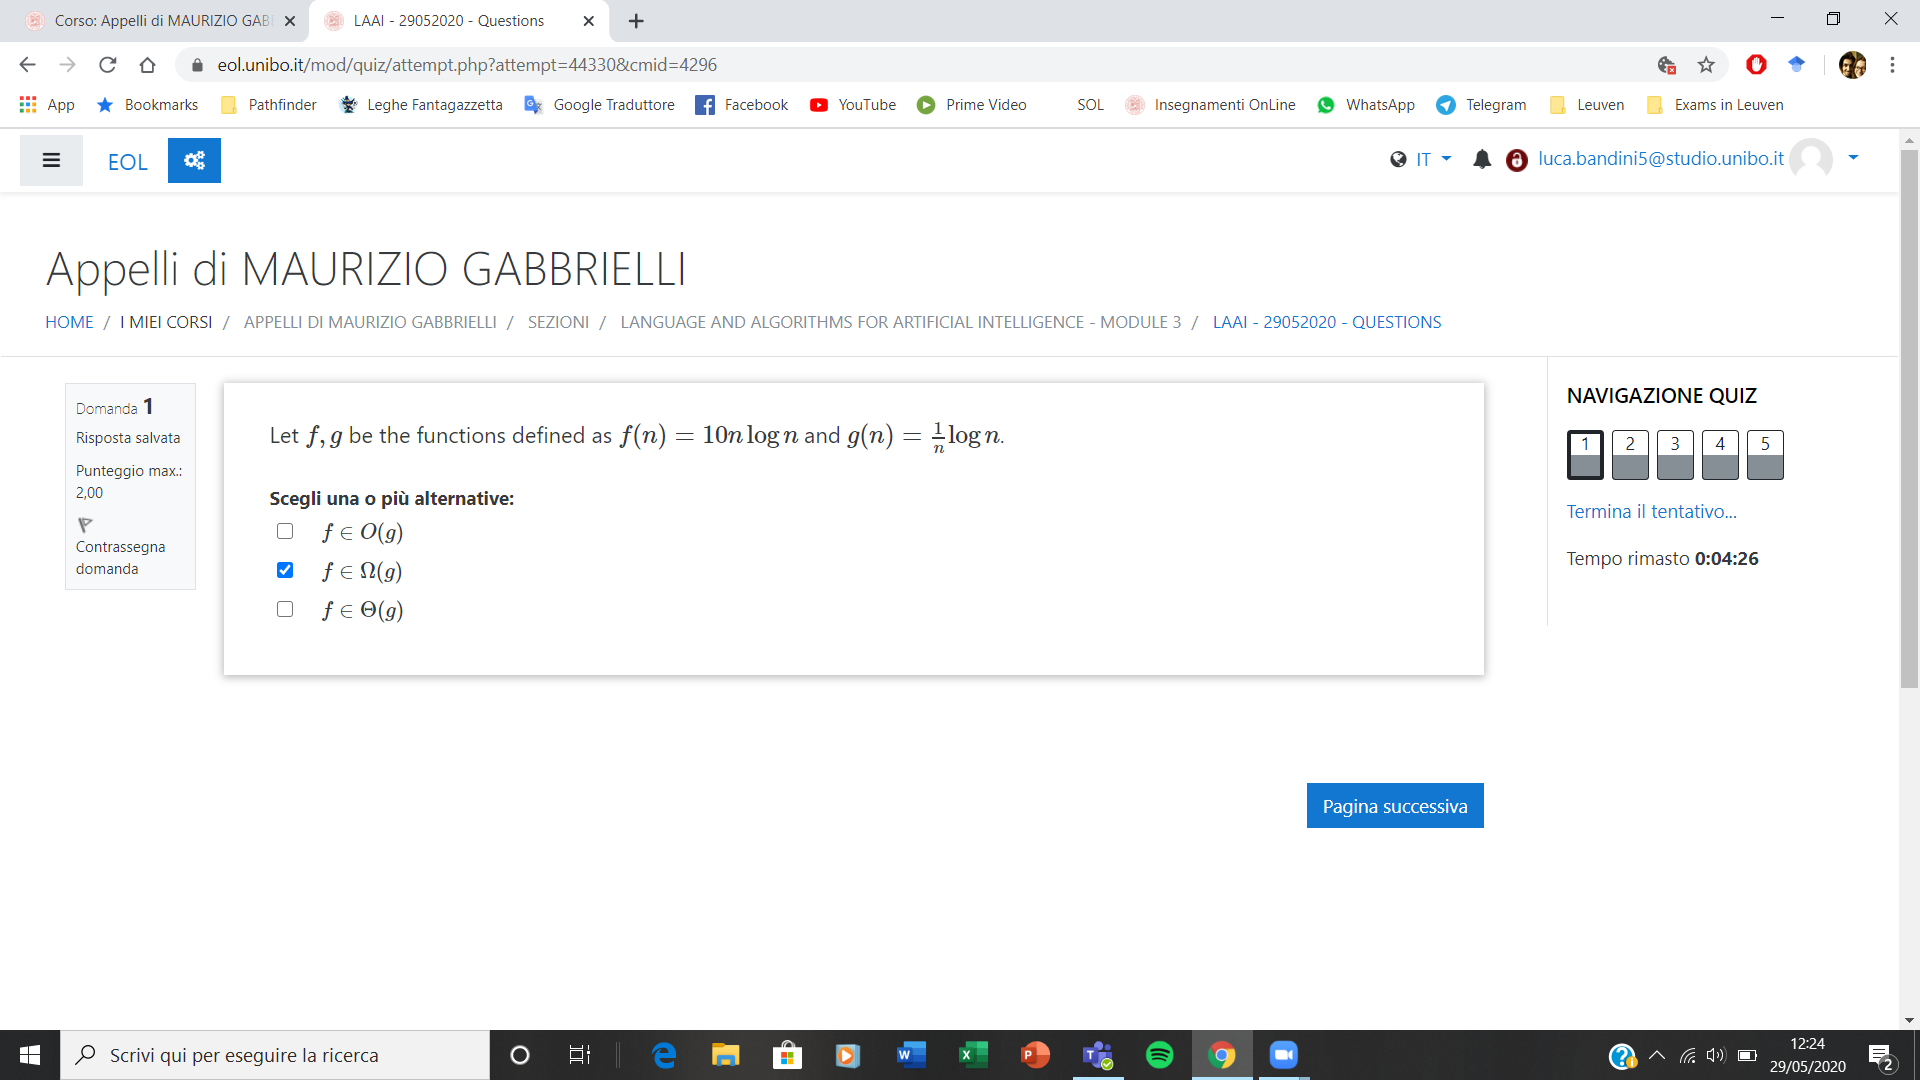 Corso: Appelli di MAURIZIO GAB
LAAI - 29052020 - Questions
eol.unibo.it/mod/quiz/attempt.php?attempt=44330&cmid=4296
App Bookmarks Pathfinder Leghe Fantagazzetta Google Traduttore Facebook YouTube Prime Video SOL Insegnamenti OnLine WhatsApp Telegram Leuven Exams in Leuven
EOL
IT
luca.bandini5@studio.unibo.it
Appelli di MAURIZIO GABBRIELLI
HOME / I MIEI CORSI / APPELLI DI MAURIZIO GABBRIELLI / SEZIONI / LANGUAGE AND ALGORITHMS FOR ARTIFICIAL INTELLIGENCE - MODULE 3 / LAAI - 29052020 - QUESTIONS
Domanda 1
Risposta salvata
Punteggio max.:
2,00
Contrassegna
domanda
Let f, g be the functions defined as f(n) = 10n log n and g(n) = 1/n log n.
Scegli una o più alternative:
f ∈ O(g)
f ∈ Ω(g)
f ∈ Θ(g)
Pagina successiva
NAVIGAZIONE QUIZ
1 2 3 4 5
Termina il tentativo...
Tempo rimasto 0:04:26
Scrivi qui per eseguire la ricerca
12:24
29/05/2020
2